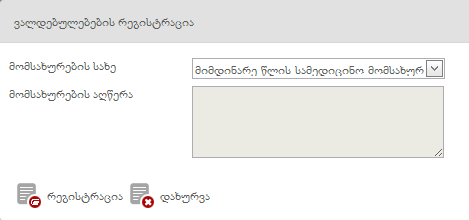 ვალდებულებების რეგისტრაცია
მომსახურების სახე
მიმდინარე წლის სამედიცინო მომსახურ
მომსახურების აღწერა
რეგისტრაცია დახურვა